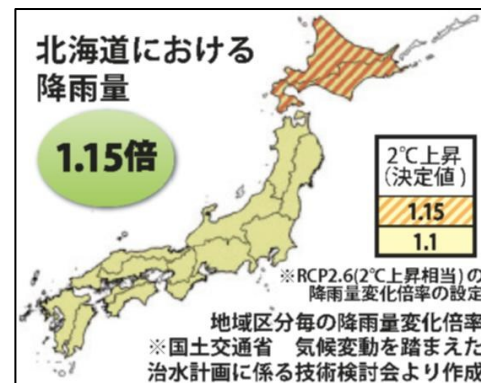 北海道における
降雨量
1.15倍
2℃上昇
(決定値)
1.15
1.1
※RCP2.6(2℃上昇相当)の
降雨量変化倍率の設定
地域区分毎の降雨量変化倍率
※国土交通省 気候変動を踏まえた
治水計画に係る技術検討会より作成